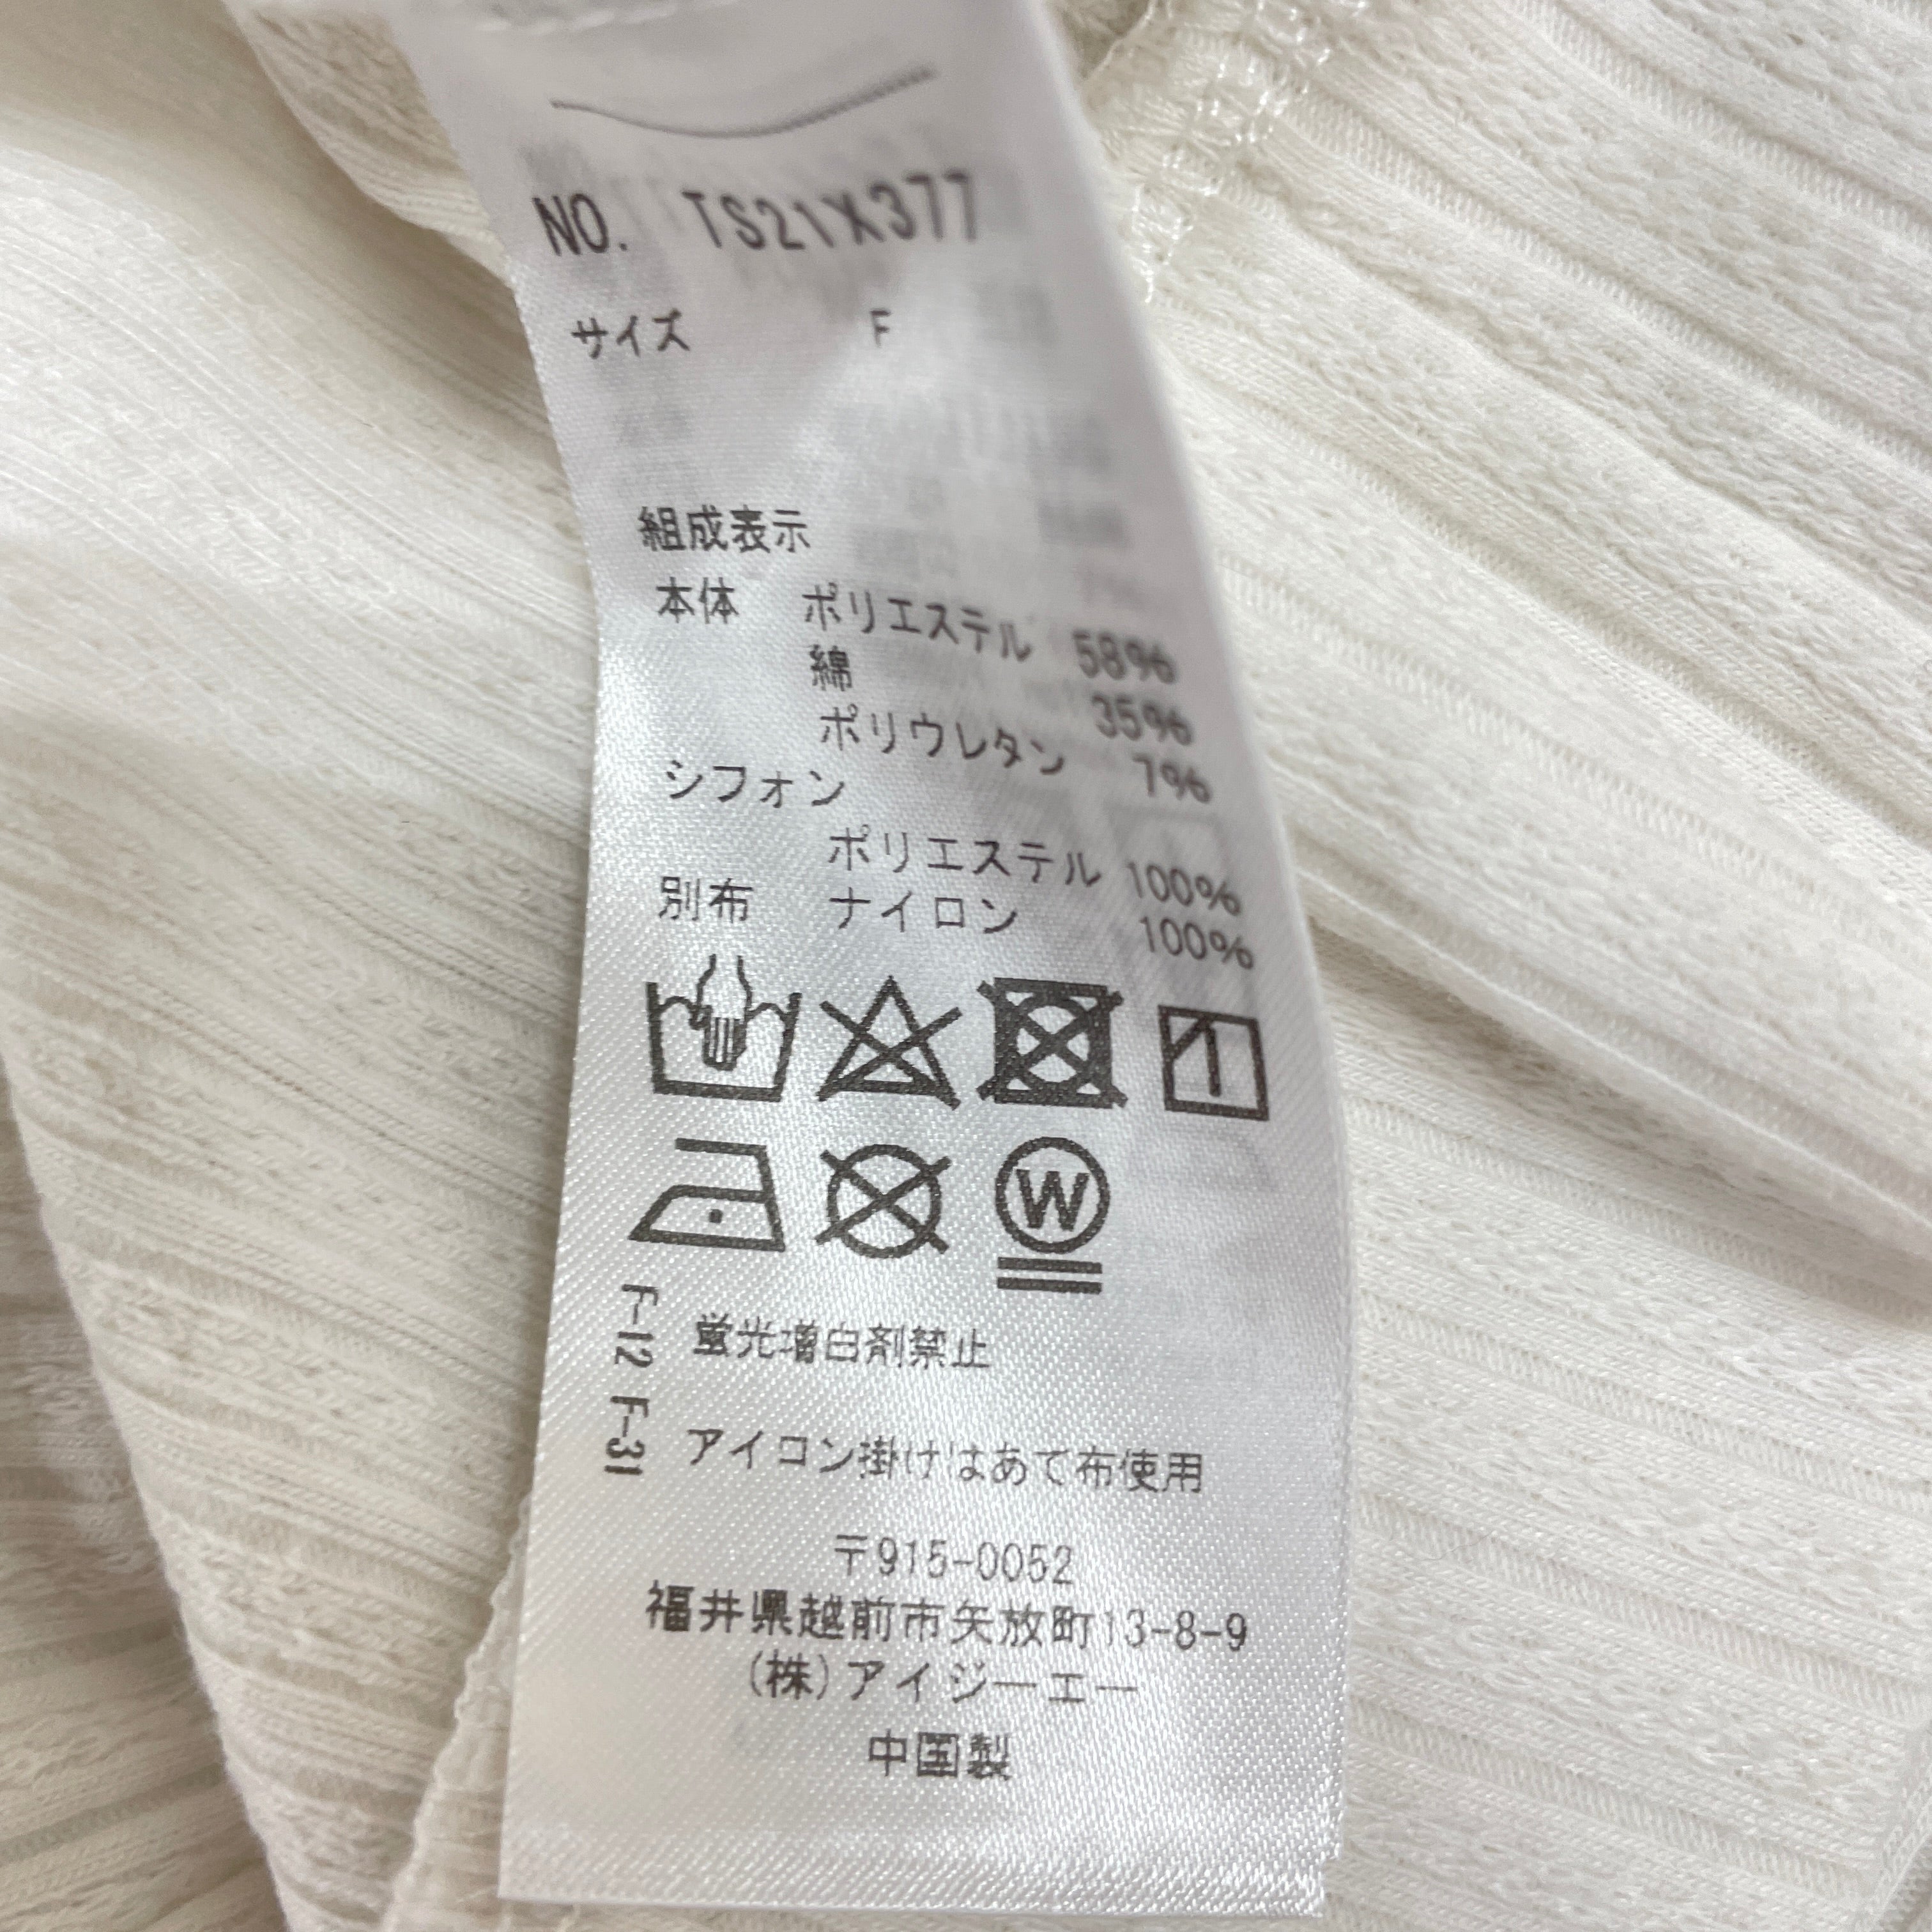 NO. TS21X377
サイズ F
組成表示
本体 ポリエステル 58%
綿 35%
ポリウレタン 7%
シフォン
ポリエステル 100%
別布 ナイロン 100%
W
F-12 蛍光増白剤禁止
F-31 アイロン掛けはあて布使用
〒915-0052
福井県越前市矢放町13-8-9
(株)アイジーエー
中国製